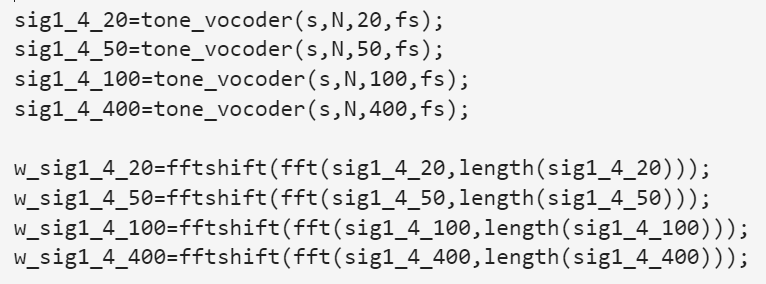 sig1_4_20=tone_vocoder(s,N,20,fs);
sig1_4_50=tone_vocoder(s,N,50,fs);
sig1_4_100=tone_vocoder(s,N,100,fs);
sig1_4_400=tone_vocoder(s,N,400,fs);
w_sig1_4_20=fftshift(fft(sig1_4_20,length(sig1_4_20)));
w_sig1_4_50=fftshift(fft(sig1_4_50,length(sig1_4_50)));
w_sig1_4_100=fftshift(fft(sig1_4_100,length(sig1_4_100)));
w_sig1_4_400=fftshift(fft(sig1_4_400,length(sig1_4_400)));